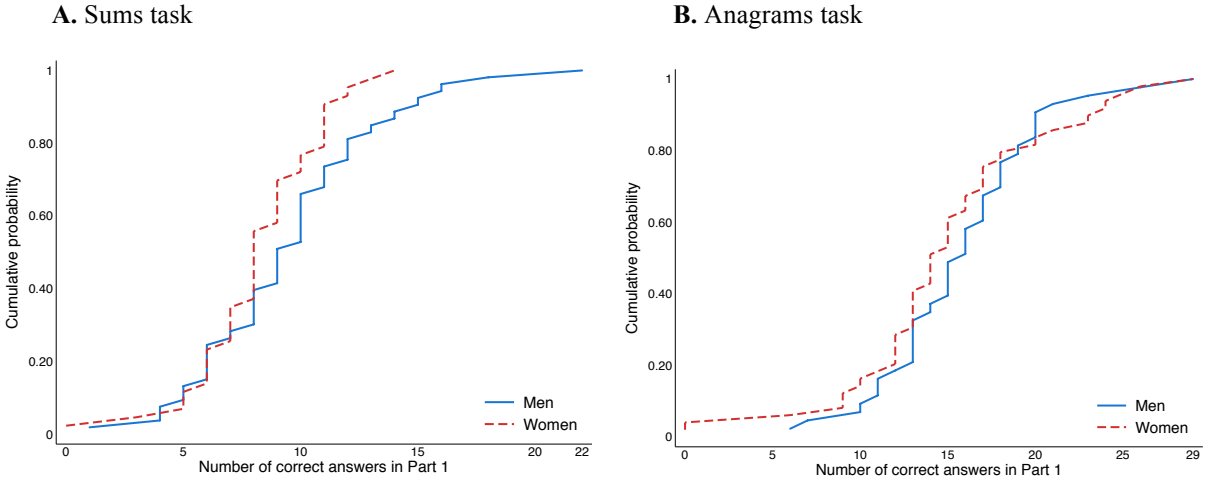 A. Sums task
1
0.80
0.60
0.40
0.20
0
Cumulative probability
Men
Women
0 5 10 15 20 22
Number of correct answers in Part 1
B. Anagrams task
1
0.80
0.60
0.40
0.20
0
Cumulative probability
Men
Women
0 5 10 15 20 25 29
Number of correct answers in Part 1